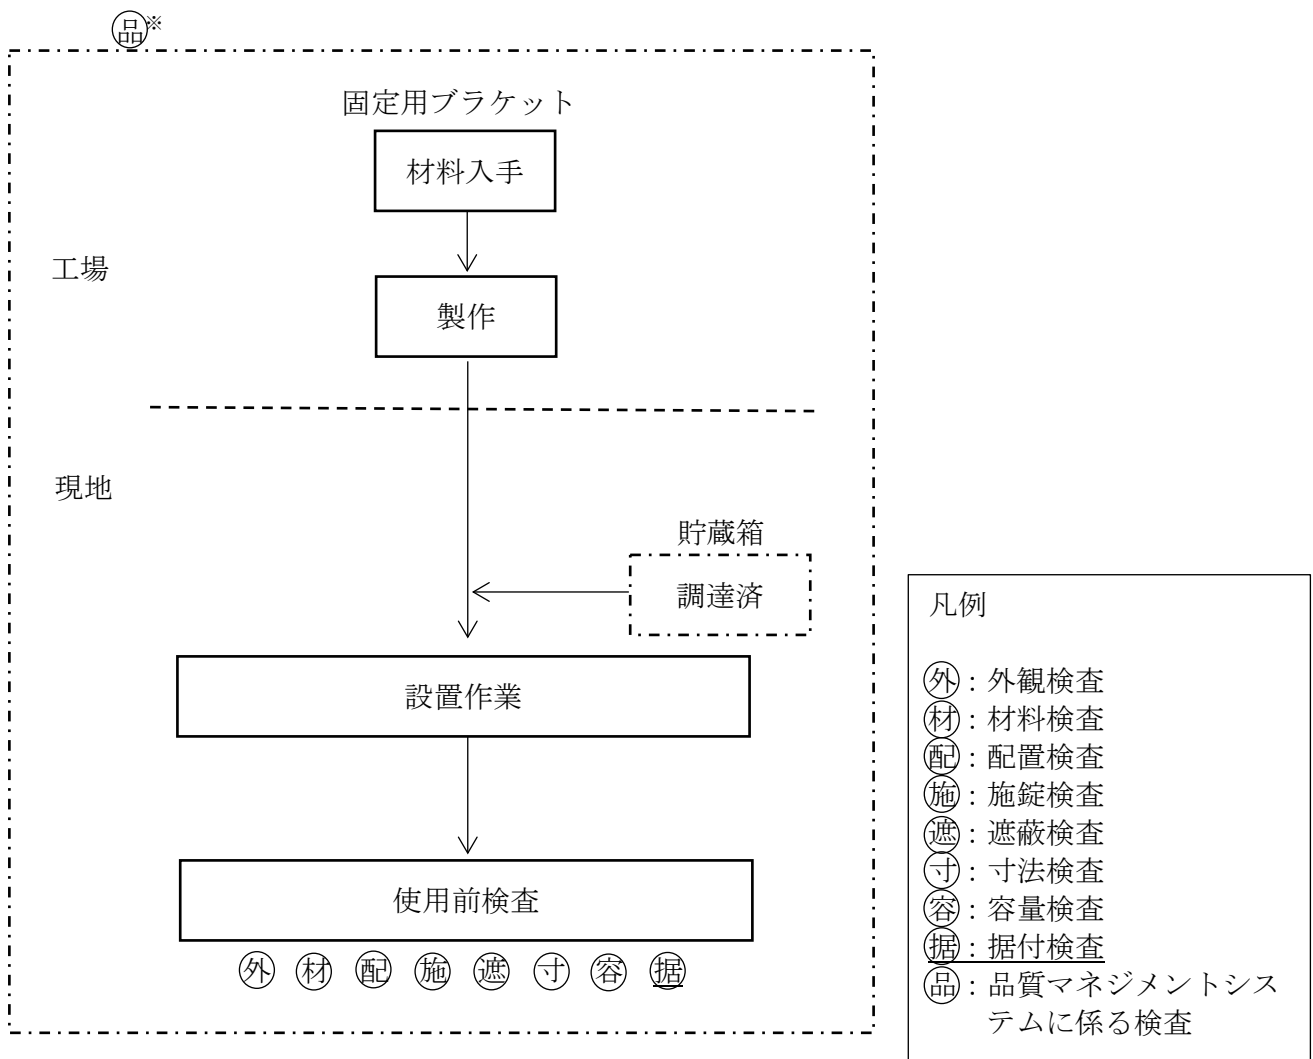 品※
固定用ブラケット
材料入手
工場
製作
現地
貯蔵箱
調達済
設置作業
使用前検査
外 材 配 施 遮 寸 容 据
凡例
外：外観検査
材：材料検査
配：配置検査
施：施錠検査
遮：遮蔽検査
寸：寸法検査
容：容量検査
据：据付検査
品：品質マネジメントシス
テムに係る検査